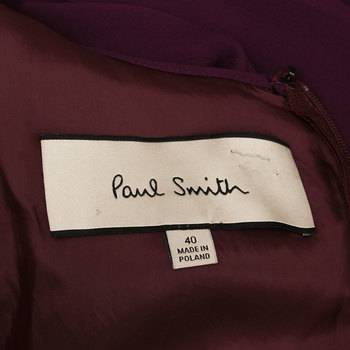 Paul Smith
40
MADE IN
POLAND